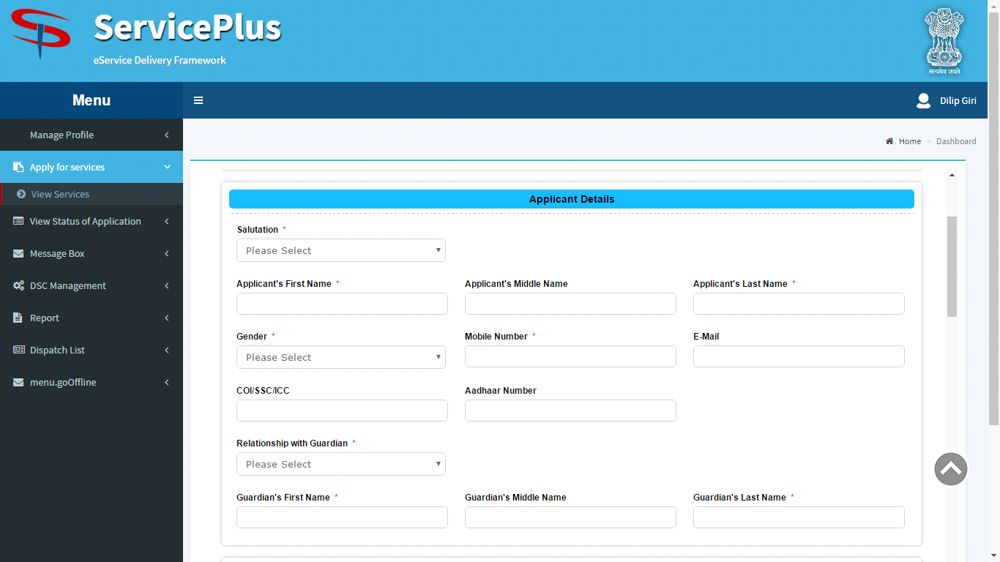 ServicePlus
eService Delivery Framework
सत्यमेव जयते
Menu
Dilip Giri
Manage Profile
Home > Dashboard
Apply for services
View Services
View Status of Application
Message Box
DSC Management
Report
Dispatch List
menu.goOffline
Applicant Details
Salutation *
Please Select
Applicant's First Name * Applicant's Middle Name Applicant's Last Name *
Gender * Mobile Number * E-Mail
Please Select
COI/SSC/ICC Aadhaar Number
Relationship with Guardian *
Please Select
Guardian's First Name * Guardian's Middle Name Guardian's Last Name *